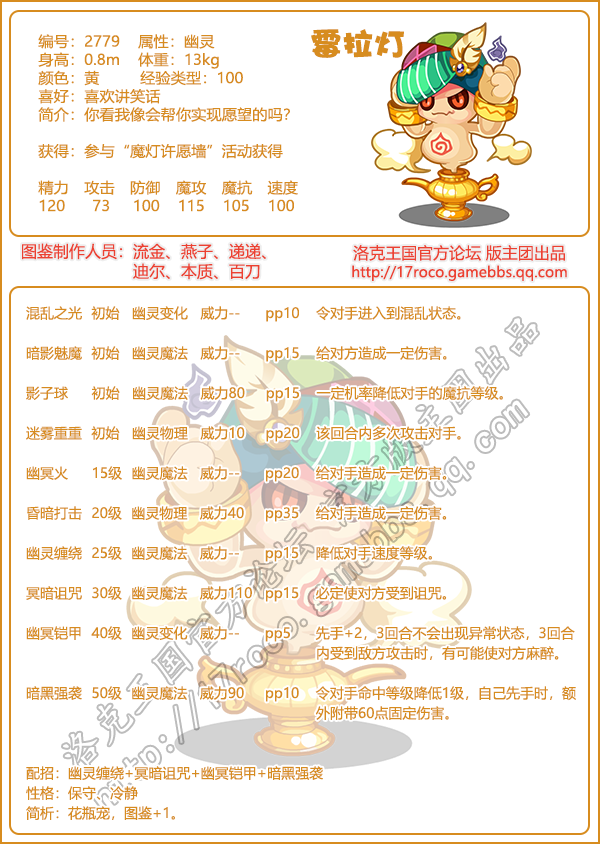 雷拉灯
编号：2779 属性：幽灵
身高：0.8m 体重：13kg
颜色：黄 经验类型：100
喜好：喜欢讲笑话
简介：你看我像会帮你实现愿望的吗？
获得：参与“魔灯许愿墙”活动获得
精力 攻击 防御 魔攻 魔抗 速度
120 73 100 115 105 100
图鉴制作人员：流金、燕子、递递、
迪尔、本质、百刀
洛克王国官方论坛 版主团出品
http://17roco.gamebbs.qq.com
混乱之光 初始 幽灵变化 威力-- pp10 令对手进入到混乱状态。
暗影魅魔 初始 幽灵魔法 威力-- pp15 给对方造成一定伤害。
影子球 初始 幽灵魔法 威力80 pp15 一定机率降低对手的魔抗等级。
迷雾重重 初始 幽灵物理 威力10 pp20 该回合内多次攻击对手。
幽冥火 15级 幽灵魔法 威力-- pp20 给对手造成一定伤害。
昏暗打击 20级 幽灵物理 威力40 pp35 给对手造成一定伤害。
幽灵缠绕 25级 幽灵魔法 威力-- pp15 降低对手速度等级。
冥暗诅咒 30级 幽灵魔法 威力110 pp15 必定使对方受到诅咒。
幽冥铠甲 40级 幽灵变化 威力-- pp5 先手+2，3回合不会出现异常状态，3回合
内受到敌方攻击时，有可能使对方麻醉。
暗黑强袭 50级 幽灵魔法 威力90 pp10 令对手命中等级降低1级，自己先手时，额
外附带60点固定伤害。
配招：幽灵缠绕+冥暗诅咒+幽冥铠甲+暗黑强袭
性格：保守、冷静
简析：花瓶宠，图鉴+1。
洛克王国官方论坛 官方版主团出品
http://17roco.gamebbs.qq.com